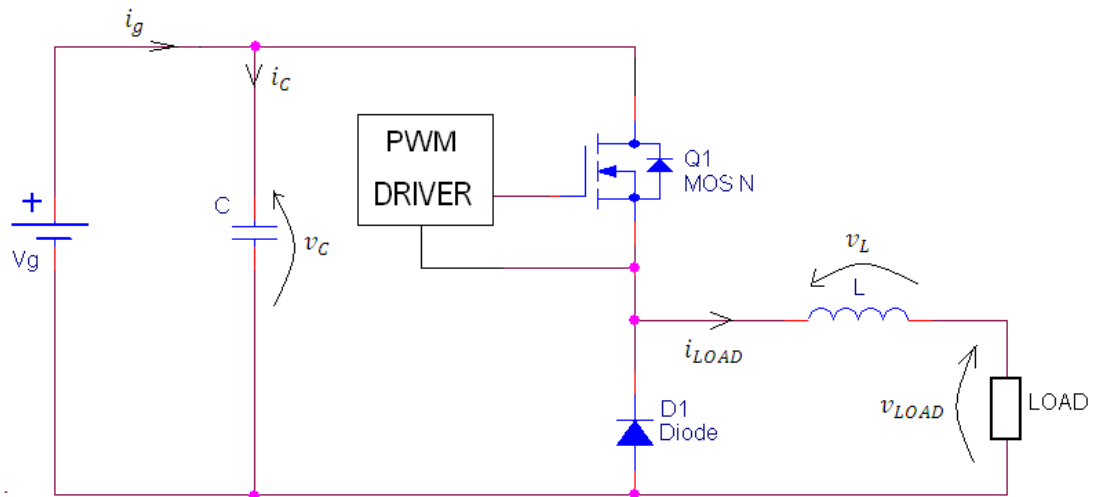 i_g
i_C
PWM
DRIVER
Q1
MOS N
+
C
v_C
Vg
v_L
L
i_LOAD
D1
Diode
v_LOAD
LOAD